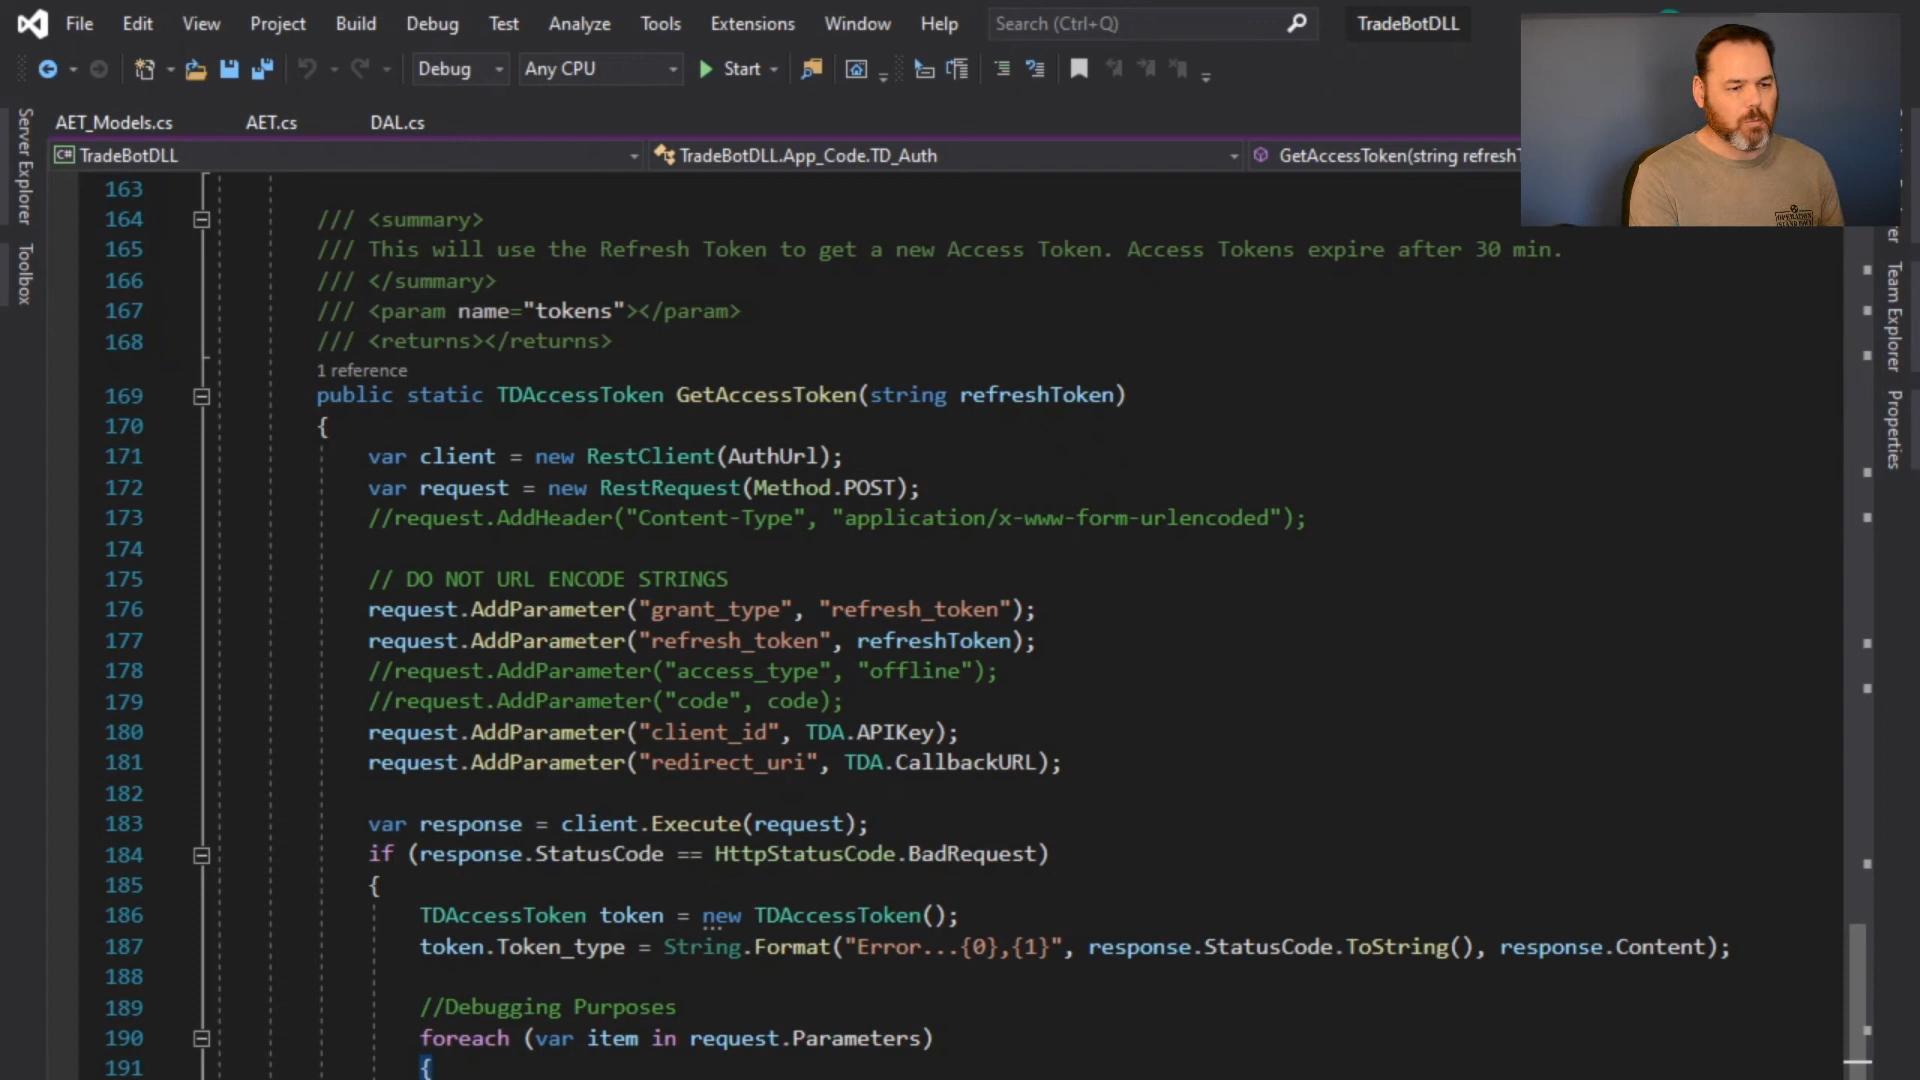 File Edit View Project Build Debug Test Analyze Tools Extensions Window Help Search (Ctrl+Q) TradeBotDLL
Debug Any CPU Start
AET_Models.cs AET.cs DAL.cs
C# TradeBotDLL TradeBotDLL.App_Code.TD_Auth GetAccessToken(string refreshT
Server Explorer
Toolbox
Team Explorer
Properties
163
164 /// <summary>
165 /// This will use the Refresh Token to get a new Access Token. Access Tokens expire after 30 min.
166 /// </summary>
167 /// <param name="tokens"></param>
168 /// <returns></returns>
1 reference
169 public static TDAccessToken GetAccessToken(string refreshToken)
170 {
171 var client = new RestClient(AuthUrl);
172 var request = new RestRequest(Method.POST);
173 //request.AddHeader("Content-Type", "application/x-www-form-urlencoded");
174
175 // DO NOT URL ENCODE STRINGS
176 request.AddParameter("grant_type", "refresh_token");
177 request.AddParameter("refresh_token", refreshToken);
178 //request.AddParameter("access_type", "offline");
179 //request.AddParameter("code", code);
180 request.AddParameter("client_id", TDA.APIKey);
181 request.AddParameter("redirect_uri", TDA.CallbackURL);
182
183 var response = client.Execute(request);
184 if (response.StatusCode == HttpStatusCode.BadRequest)
185 {
186 TDAccessToken token = new TDAccessToken();
187 token.Token_type = String.Format("Error...{0},{1}", response.StatusCode.ToString(), response.Content);
188
189 //Debugging Purposes
190 foreach (var item in request.Parameters)
191 {